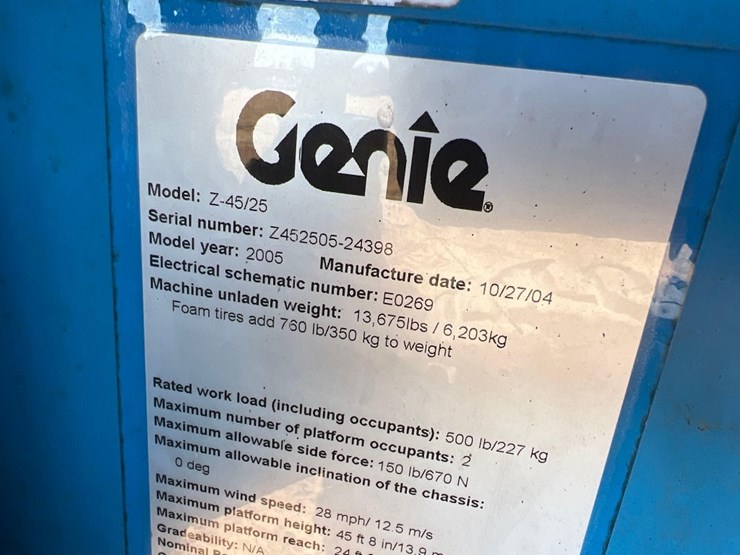 Genie
Model: Z-45/25
Serial number: Z452505-24398
Model year: 2005 Manufacture date: 10/27/04
Electrical schematic number: E0269
Machine unladen weight: 13,675lbs / 6,203kg
Foam tires add 760 lb/350 kg to weight
Rated work load (including occupants): 500 lb/227 kg
Maximum number of platform occupants: 2
Maximum allowable side force: 150 lb/670 N
Maximum allowable inclination of the chassis:
0 deg
Maximum wind speed: 28 mph/ 12.5 m/s
Maximum platform height: 45 ft 8 in/13.9 m
Maximum platform reach: 24 ft
Gradeability: N/A
Nominal